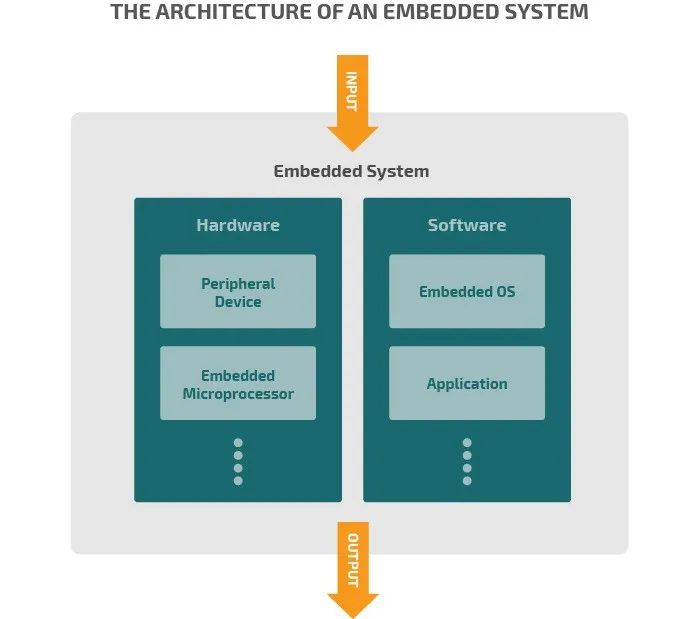 THE ARCHITECTURE OF AN EMBEDDED SYSTEM
INPUT
Embedded System
Hardware
Software
Peripheral
Device
Embedded OS
Embedded
Microprocessor
Application
OUTPUT